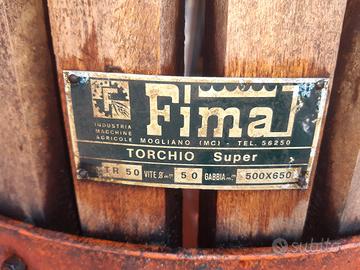 Fimal
INDUSTRIA
MACCHINE
AGRICOLE
MOGLIANO (MC) - TEL. 56250
TORCHIO Super
TR 50 VITE Ø 50 GABBIA 500X650
subito